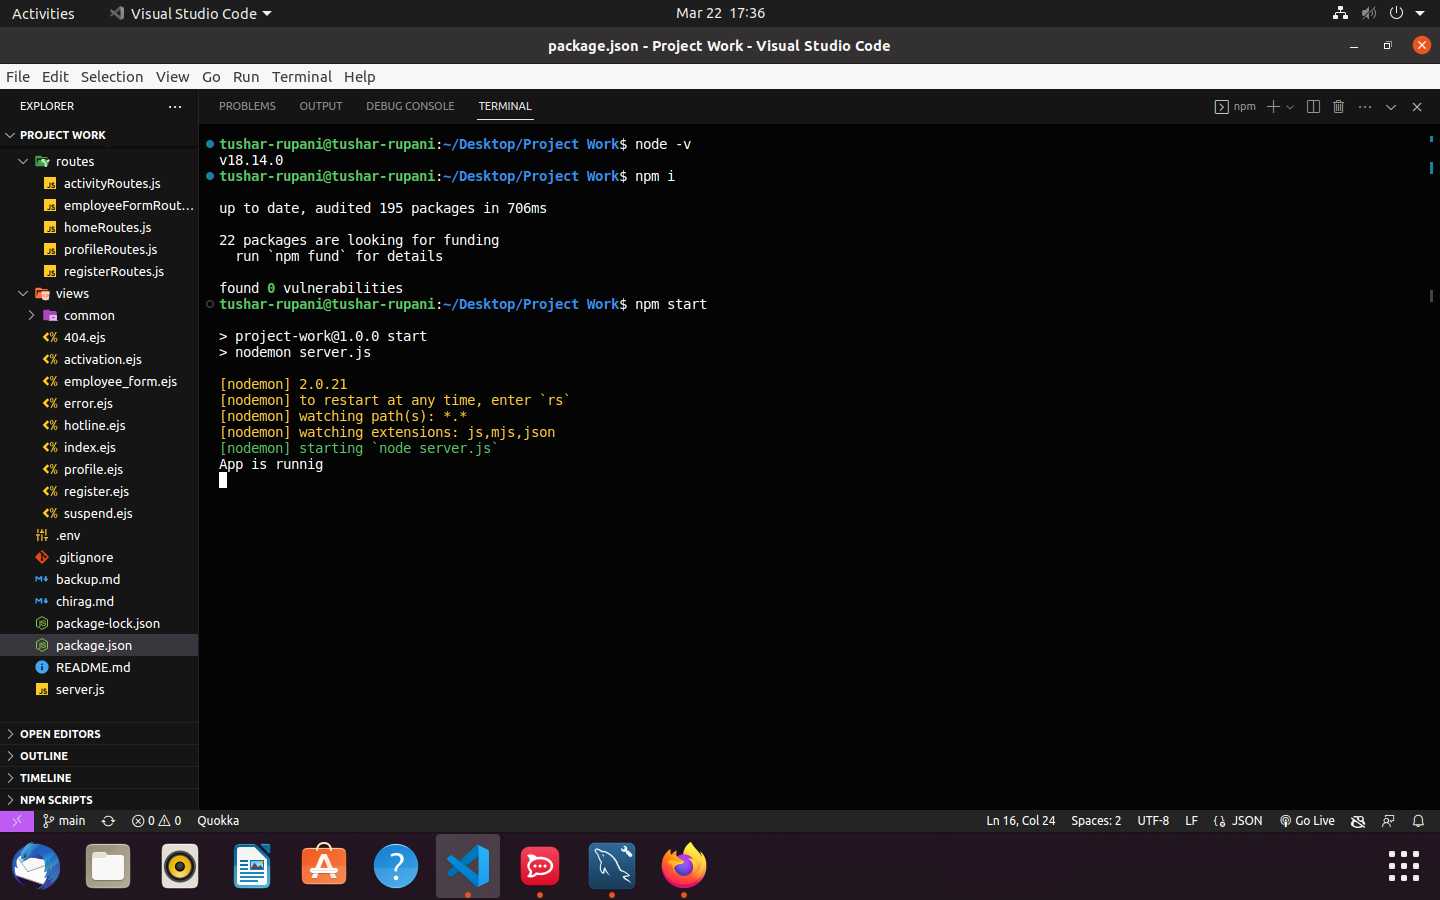 Activities
Visual Studio Code
Mar 22 17:36
package.json - Project Work - Visual Studio Code
File Edit Selection View Go Run Terminal Help
EXPLORER
PROJECT WORK
routes
activityRoutes.js
employeeFormRout...
homeRoutes.js
profileRoutes.js
registerRoutes.js
views
common
404.ejs
activation.ejs
employee_form.ejs
error.ejs
hotline.ejs
index.ejs
profile.ejs
register.ejs
suspend.ejs
.env
.gitignore
backup.md
chirag.md
package-lock.json
package.json
README.md
server.js
OPEN EDITORS
OUTLINE
TIMELINE
NPM SCRIPTS
PROBLEMS OUTPUT DEBUG CONSOLE TERMINAL
npm
tushar-rupani@tushar-rupani:~/Desktop/Project Work$ node -v
v18.14.0
tushar-rupani@tushar-rupani:~/Desktop/Project Work$ npm i
up to date, audited 195 packages in 706ms
22 packages are looking for funding
run `npm fund` for details
found 0 vulnerabilities
tushar-rupani@tushar-rupani:~/Desktop/Project Work$ npm start
> project-work@1.0.0 start
> nodemon server.js
[nodemon] 2.0.21
[nodemon] to restart at any time, enter `rs`
[nodemon] watching path(s): *.*
[nodemon] watching extensions: js,mjs,json
[nodemon] starting `node server.js`
App is runnig
main 0 0 Quokka
Ln 16, Col 24 Spaces: 2 UTF-8 LF JSON Go Live